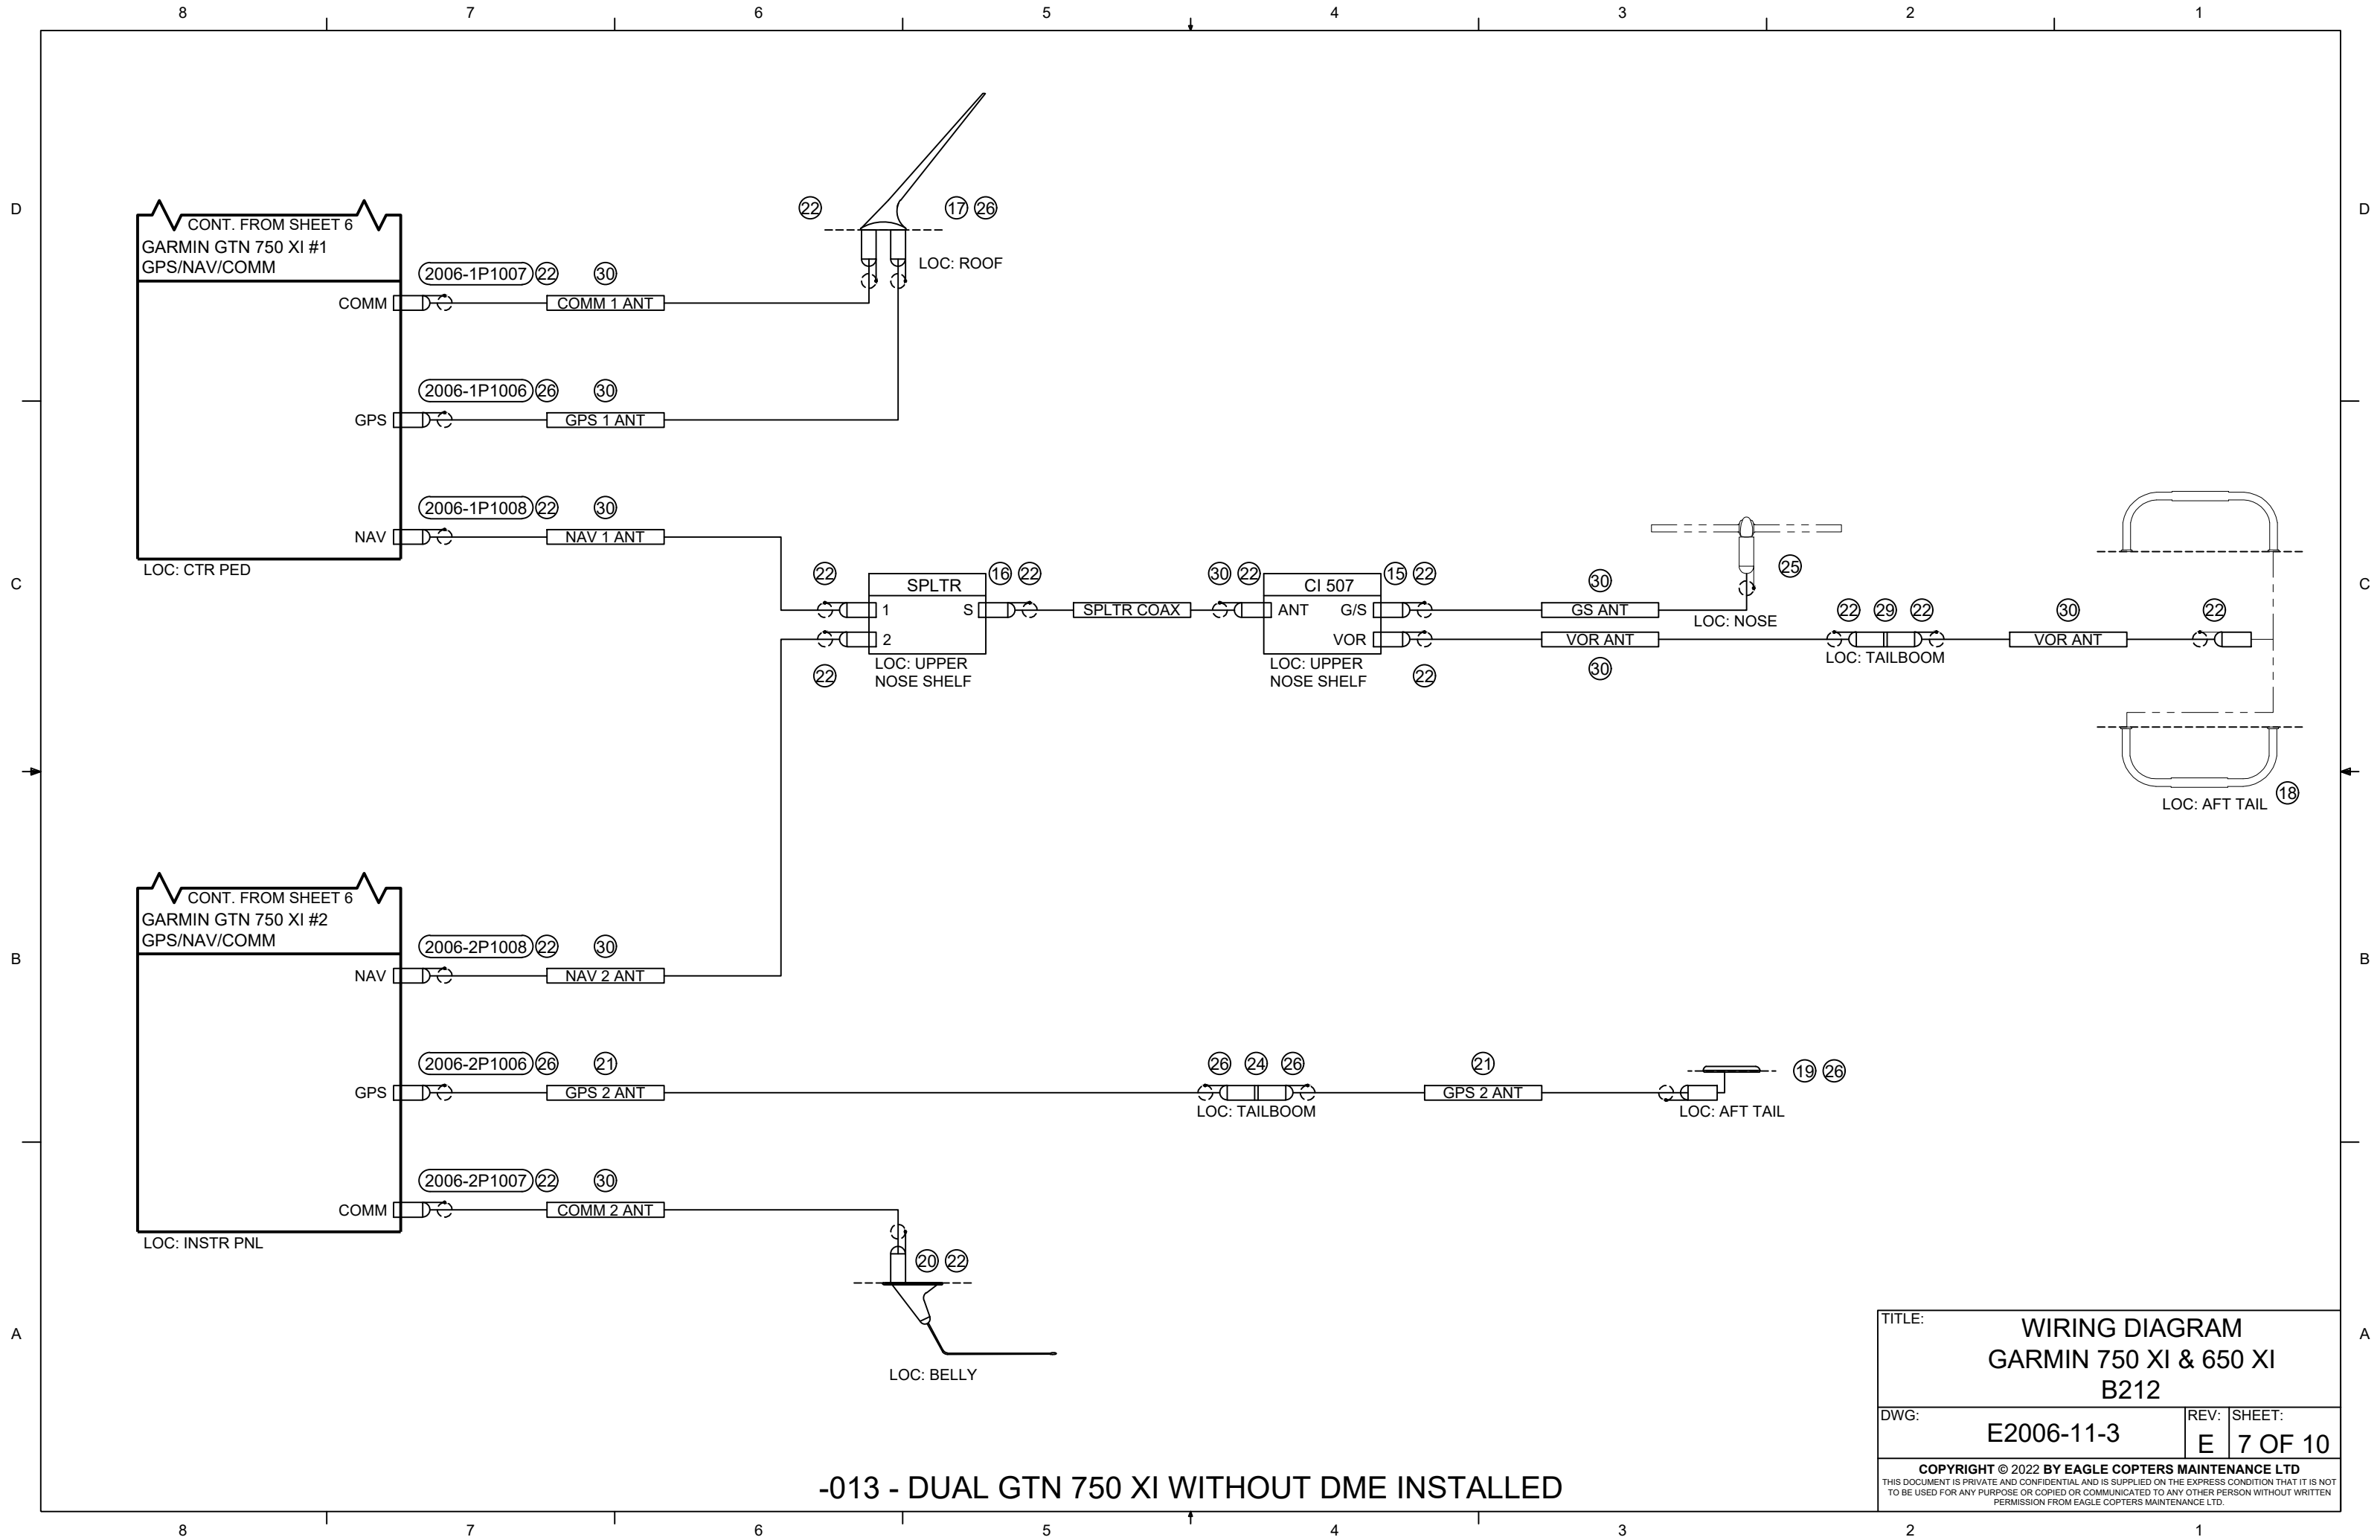 8 7 6 5 4 3 2 1
D
D
22
17 26
LOC: ROOF
CONT. FROM SHEET 6
GARMIN GTN 750 XI #1
GPS/NAV/COMM
2006-1P1007 22 30
COMM COMM 1 ANT
2006-1P1006 26 30
GPS GPS 1 ANT
2006-1P1008 22 30
NAV NAV 1 ANT
LOC: CTR PED
C
C
22 SPLTR 16 22
1 S SPLTR COAX
2
22
LOC: UPPER
NOSE SHELF
30 22 CI 507 15 22
ANT G/S
VOR
LOC: UPPER
NOSE SHELF
22
30
GS ANT
25
LOC: NOSE
VOR ANT
30
22 29 22
LOC: TAILBOOM
30
VOR ANT
22
18
LOC: AFT TAIL
CONT. FROM SHEET 6
GARMIN GTN 750 XI #2
GPS/NAV/COMM
B
B
2006-2P1008 22 30
NAV NAV 2 ANT
2006-2P1006 26 21
GPS GPS 2 ANT
26 24 26
LOC: TAILBOOM
21
GPS 2 ANT
19 26
LOC: AFT TAIL
2006-2P1007 22 30
COMM COMM 2 ANT
LOC: INSTR PNL
20 22
LOC: BELLY
A
A
TITLE:
WIRING DIAGRAM
GARMIN 750 XI & 650 XI
B212
DWG:
E2006-11-3
REV:
E
SHEET:
7 OF 10
COPYRIGHT © 2022 BY EAGLE COPTERS MAINTENANCE LTD
THIS DOCUMENT IS PRIVATE AND CONFIDENTIAL AND IS SUPPLIED ON THE EXPRESS CONDITION THAT IT IS NOT
TO BE USED FOR ANY PURPOSE OR COPIED OR COMMUNICATED TO ANY OTHER PERSON WITHOUT WRITTEN
PERMISSION FROM EAGLE COPTERS MAINTENANCE LTD.
-013 - DUAL GTN 750 XI WITHOUT DME INSTALLED
8 7 6 5 4 3 2 1